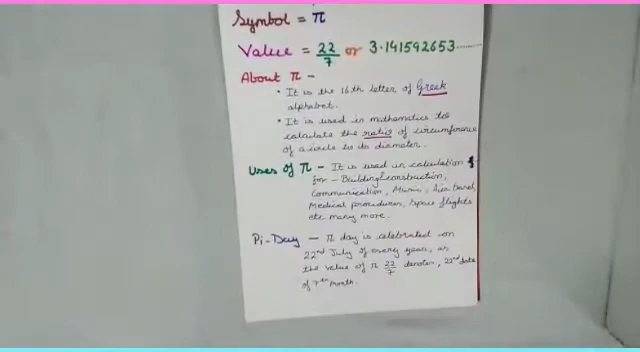 Symbol = π
Value = 22/7 or 3.141592653.......
About π -
• It is the 16th letter of Greek
alphabet.
• It is used in mathematics to
calculate the ratio of circumference
of a circle to its diameter.
Uses of π - It is used in calculation
for - Building & construction,
Communication, Music, Air travel,
Medical procedures, Space flights
etc many more.
Pi-Day - π day is celebrated on
22nd July of every year, as
the value of π 22/7 denotes, 22nd date
of 7th month.